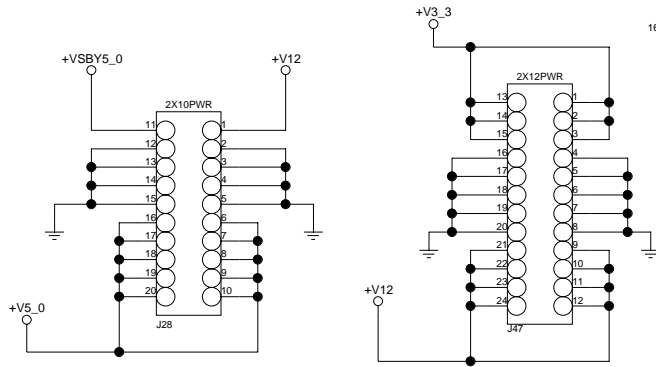 +V3_3
16
+VSBY5_0
+V12
2X10PWR
11 1
12 2
13 3
14 4
15 5
16 6
17 7
18 8
19 9
20 10
J28
+V5_0
2X12PWR
13 1
14 2
15 3
16 4
17 5
18 6
19 7
20 8
21 9
22 10
23 11
24 12
J47
+V12